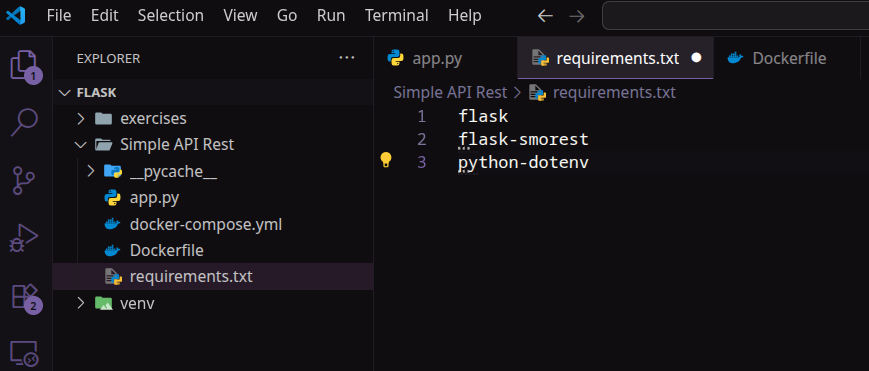 File Edit Selection View Go Run Terminal Help
EXPLORER
app.py
requirements.txt
Dockerfile
FLASK
Simple API Rest > requirements.txt
exercises
1 flask
Simple API Rest
2 flask-smorest
__pycache__
3 python-dotenv
app.py
docker-compose.yml
Dockerfile
requirements.txt
venv
1
2